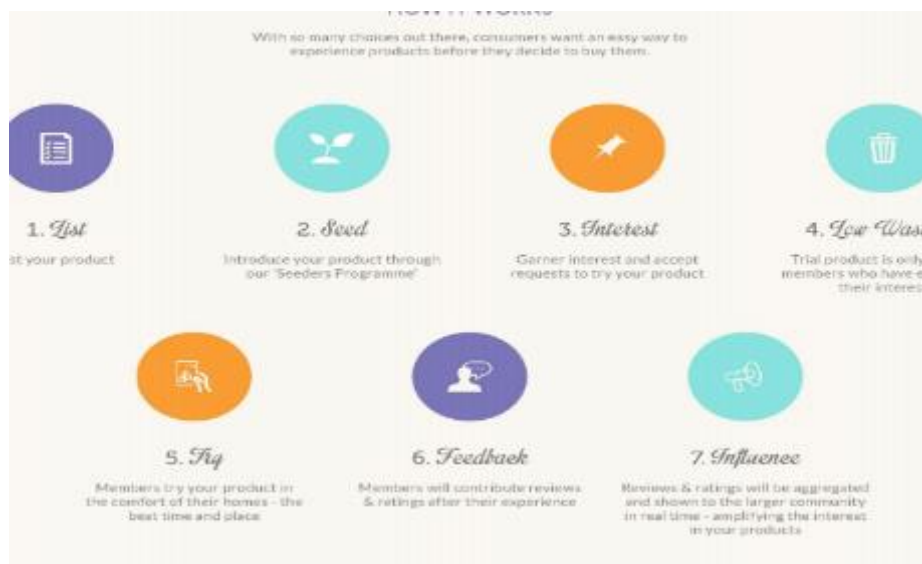 HOW IT WORKS
With so many choices out there, consumers want an easy way to
experience products before they decide to buy them.
1. List
st your product
2. Seed
Introduce your product through
our 'Seeders Programme'
3. Interest
Garner interest and accept
requests to try your product
4. Low Was
Trial product is only
members who have e
their interes
5. Try
Members try your product in
the comfort of their homes - the
best time and place
6. Feedback
Members will contribute reviews
& ratings after their experience
7. Influence
Reviews & ratings will be aggregated
and shown to the larger community
in real time - amplifying the interest
in your products